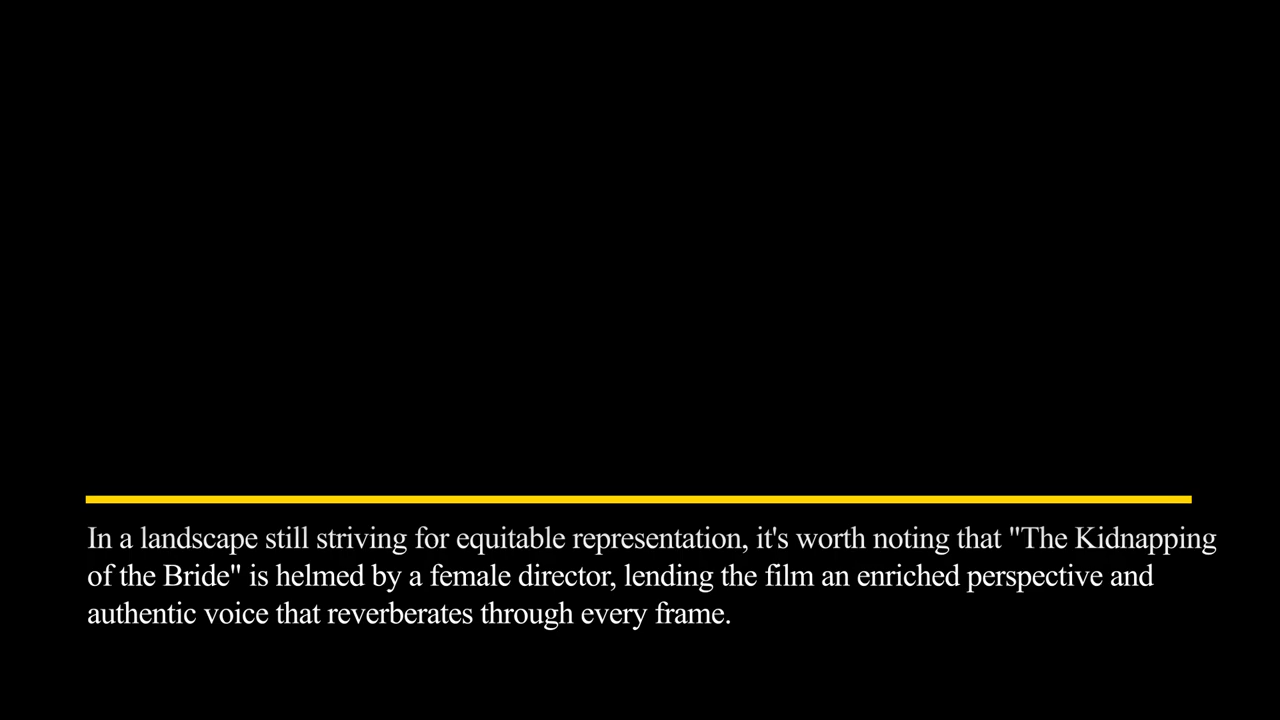 In a landscape still striving for equitable representation, it's worth noting that "The Kidnapping
of the Bride" is helmed by a female director, lending the film an enriched perspective and
authentic voice that reverberates through every frame.